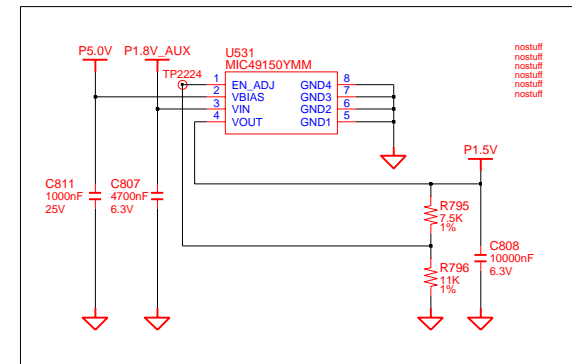 P5.0V P1.8V_AUX
TP2224
U531
MIC49150YMM
1 EN_ADJ GND4 8
2 VBIAS GND3 7
3 VIN GND2 6
4 VOUT GND1 5
nostuff
nostuff
nostuff
nostuff
nostuff
nostuff
P1.5V
C811
1000nF
25V
C807
4700nF
6.3V
R795
7.5K
1%
R796
11K
1%
C808
10000nF
6.3V